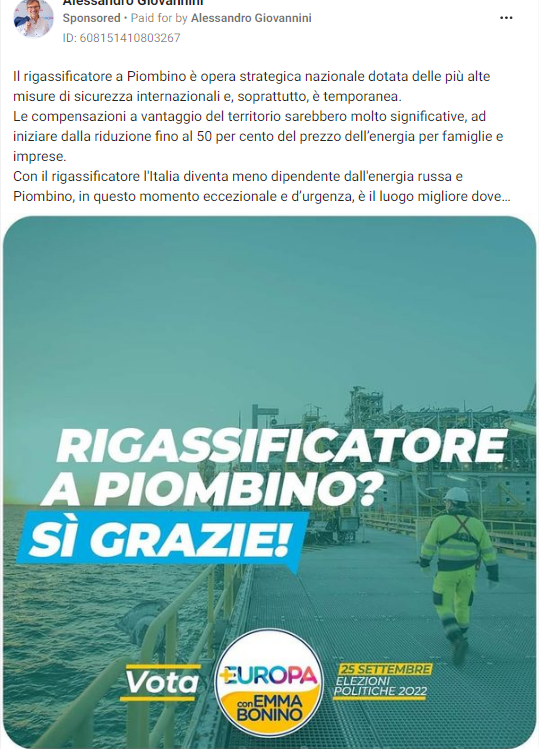 Alessandro Giovannini
Sponsored • Paid for by Alessandro Giovannini
ID: 608151410803267
Il rigassificatore a Piombino è opera strategica nazionale dotata delle più alte
misure di sicurezza internazionali e, soprattutto, è temporanea.
Le compensazioni a vantaggio del territorio sarebbero molto significative, ad
iniziare dalla riduzione fino al 50 per cento del prezzo dell'energia per famiglie e
imprese.
Con il rigassificatore l'Italia diventa meno dipendente dall'energia russa e
Piombino, in questo momento eccezionale e d'urgenza, è il luogo migliore dove...
RIGASSIFICATORE
A PIOMBINO?
SÌ GRAZIE!
Vota
+EUROPA
con EMMA
BONINO
25 SETTEMBRE
ELEZIONI
POLITICHE 2022